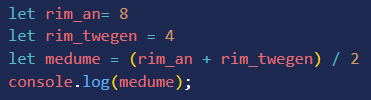 let rim_an= 8
let rim_twegen = 4
let medume = (rim_an + rim_twegen) / 2
console.log(medume);